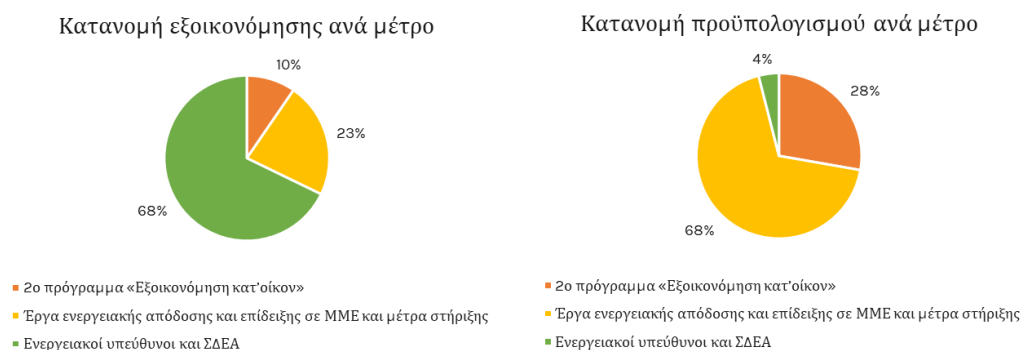 Κατανομή εξοικονόμησης ανά μέτρο
10%
23%
68%
2ο πρόγραμμα «Εξοικονόμηση κατ'οίκον»
Έργα ενεργειακής απόδοσης και επίδειξης σε ΜΜΕ και μέτρα στήριξης
Ενεργειακοί υπεύθυνοι και ΣΔΕΑ
Κατανομή προϋπολογισμού ανά μέτρο
4%
28%
68%
2ο πρόγραμμα «Εξοικονόμηση κατ'οίκον»
Έργα ενεργειακής απόδοσης και επίδειξης σε ΜΜΕ και μέτρα στήριξης
Ενεργειακοί υπεύθυνοι και ΣΔΕΑ